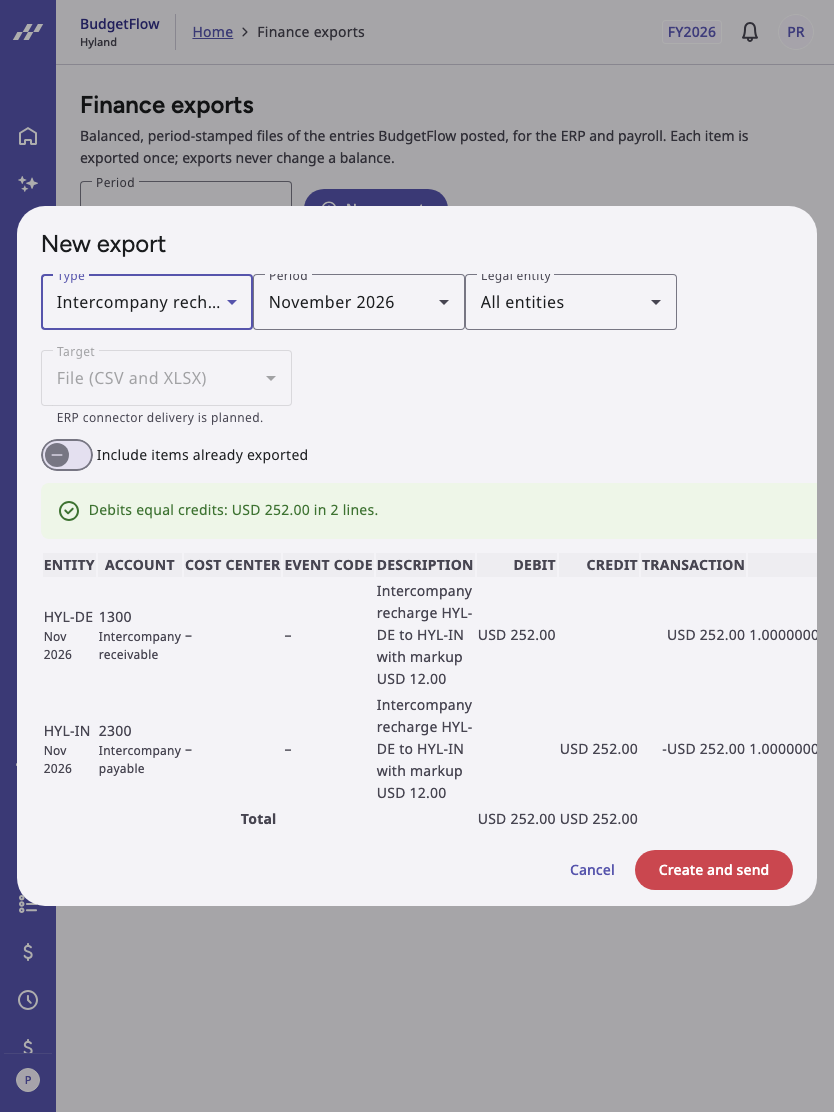 BudgetFlow
Hyland
Home > Finance exports
FY2026
PR
Finance exports
Balanced, period-stamped files of the entries BudgetFlow posted, for the ERP and payroll. Each item is
exported once; exports never change a balance.
Period
New export
Type
Intercompany rech...
Period
November 2026
Legal entity
All entities
Target
File (CSV and XLSX)
ERP connector delivery is planned.
Include items already exported
Debits equal credits: USD 252.00 in 2 lines.
ENTITY ACCOUNT COST CENTER EVENT CODE DESCRIPTION DEBIT CREDIT TRANSACTION
HYL-DE
Nov
2026
1300
Intercompany
receivable
–
–
Intercompany
recharge HYL-
DE to HYL-IN
with markup
USD 12.00
USD 252.00
USD 252.00
1.0000000
HYL-IN
Nov
2026
2300
Intercompany
payable
–
–
Intercompany
recharge HYL-
DE to HYL-IN
with markup
USD 12.00
USD 252.00
-USD 252.00
1.0000000
Total USD 252.00 USD 252.00
Cancel
Create and send
P